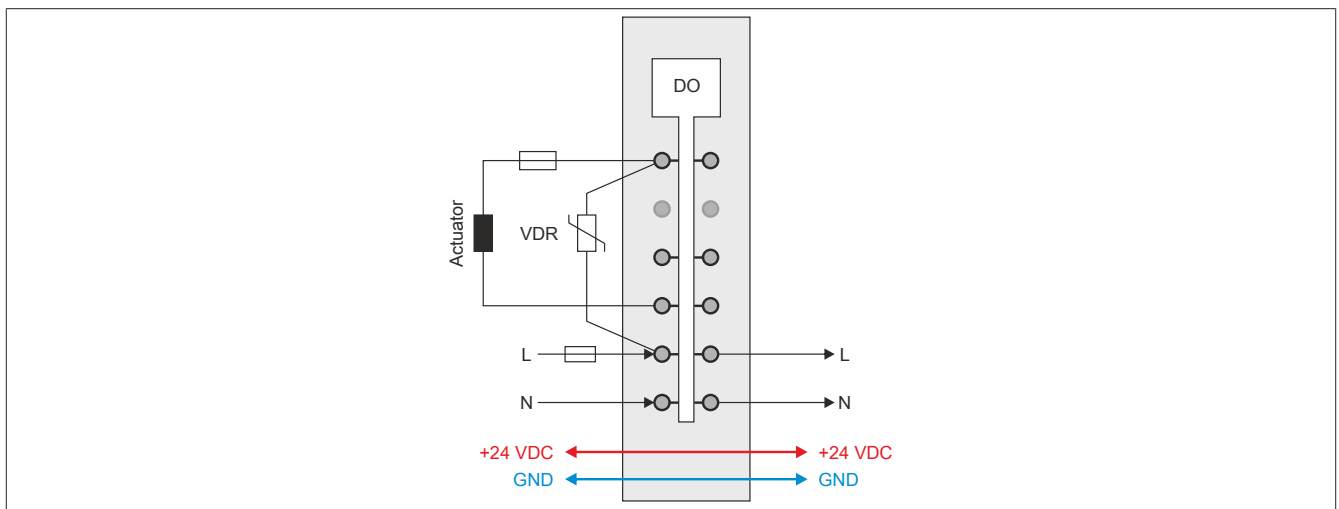 DO
Actuator
VDR
L L
N N
+24 VDC +24 VDC
GND GND